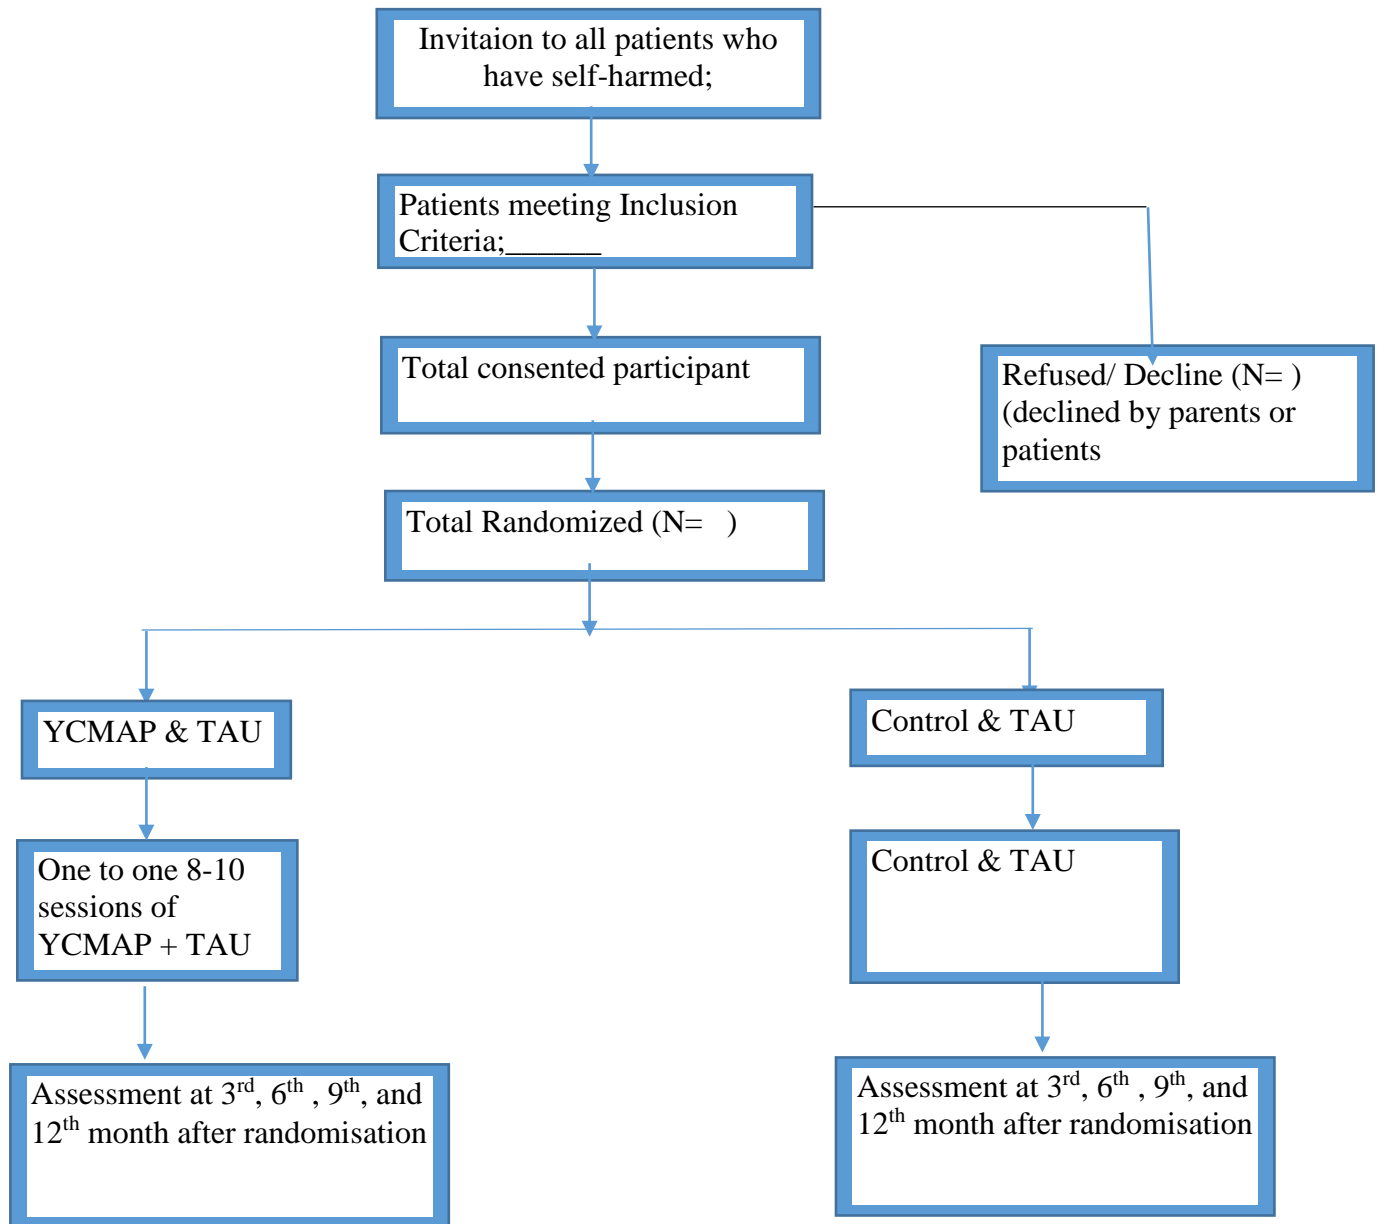 Invitaion to all patients who
have self-harmed;
Patients meeting Inclusion
Criteria;______
Total consented participant
Refused/ Decline (N= )
(declined by parents or
patients
Total Randomized (N=   )
YCMAP & TAU
Control & TAU
One to one 8-10
sessions of
YCMAP + TAU
Control & TAU
Assessment at 3rd, 6th , 9th, and
12th month after randomisation
Assessment at 3rd, 6th , 9th, and
12th month after randomisation